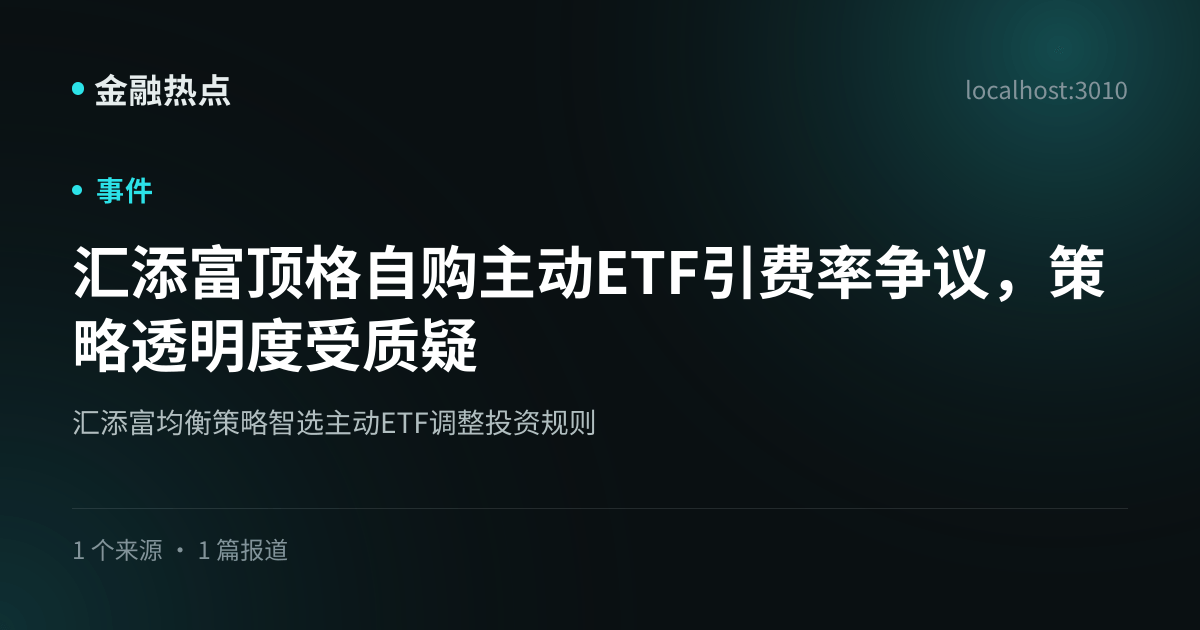 金融热点
localhost:3010
事件
汇添富顶格自购主动ETF引费率争议，策
略透明度受质疑
汇添富均衡策略智选主动ETF调整投资规则
1 个来源 · 1 篇报道